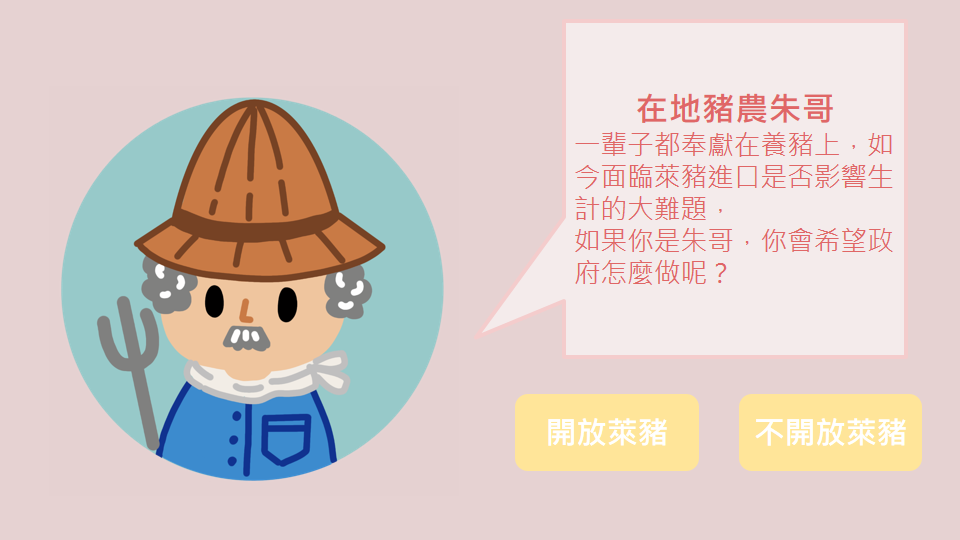 在地豬農朱哥
一輩子都奉獻在養豬上，如
今面臨萊豬進口是否影響生
計的大難題，
如果你是朱哥，你會希望政
府怎麼做呢？
開放萊豬
不開放萊豬